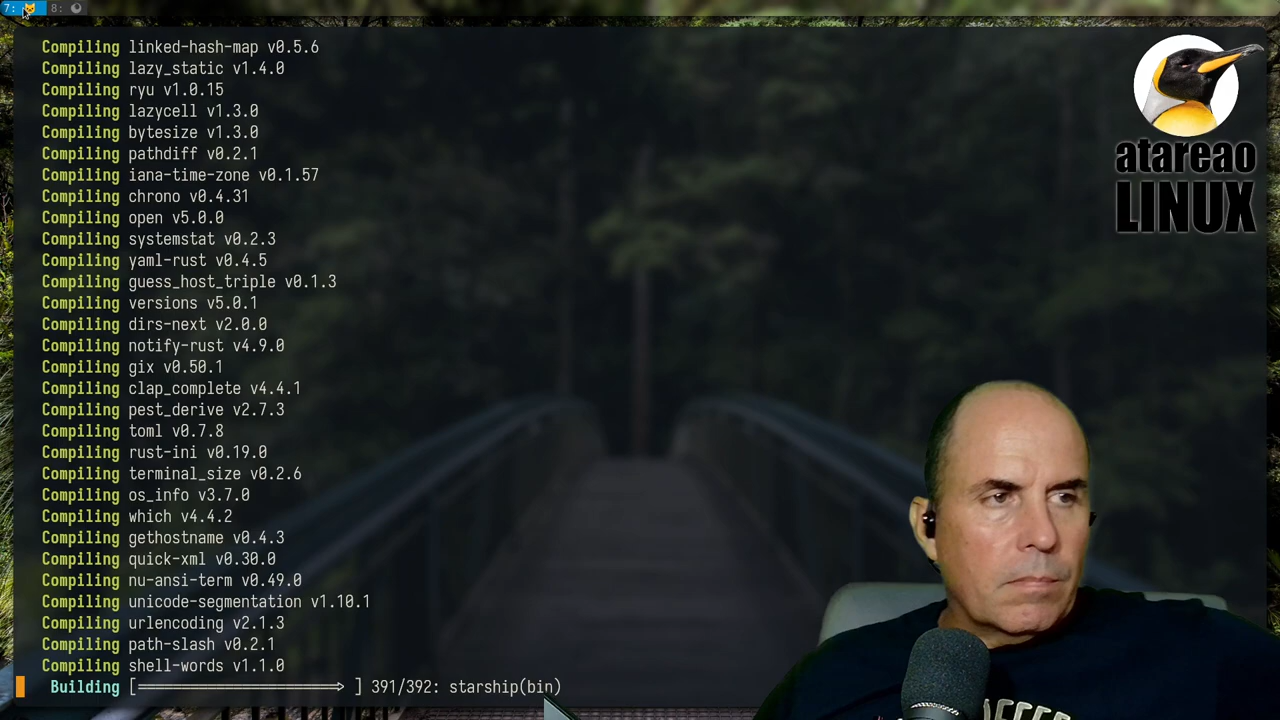 7: 8:
Compiling linked-hash-map v0.5.6
Compiling lazy_static v1.4.0
Compiling ryu v1.0.15
Compiling lazycell v1.3.0
Compiling bytesize v1.3.0
Compiling pathdiff v0.2.1
Compiling iana-time-zone v0.1.57
Compiling chrono v0.4.31
Compiling open v5.0.0
Compiling systemstat v0.2.3
Compiling yaml-rust v0.4.5
Compiling guess_host_triple v0.1.3
Compiling versions v5.0.1
Compiling dirs-next v2.0.0
Compiling notify-rust v4.9.0
Compiling gix v0.50.1
Compiling clap_complete v4.4.1
Compiling pest_derive v2.7.3
Compiling toml v0.7.8
Compiling rust-ini v0.19.0
Compiling terminal_size v0.2.6
Compiling os_info v3.7.0
Compiling which v4.4.2
Compiling gethostname v0.4.3
Compiling quick-xml v0.30.0
Compiling nu-ansi-term v0.49.0
Compiling unicode-segmentation v1.10.1
Compiling urlencoding v2.1.3
Compiling path-slash v0.2.1
Compiling shell-words v1.1.0
Building [=======================> ] 391/392: starship(bin)
atareao
LINUX